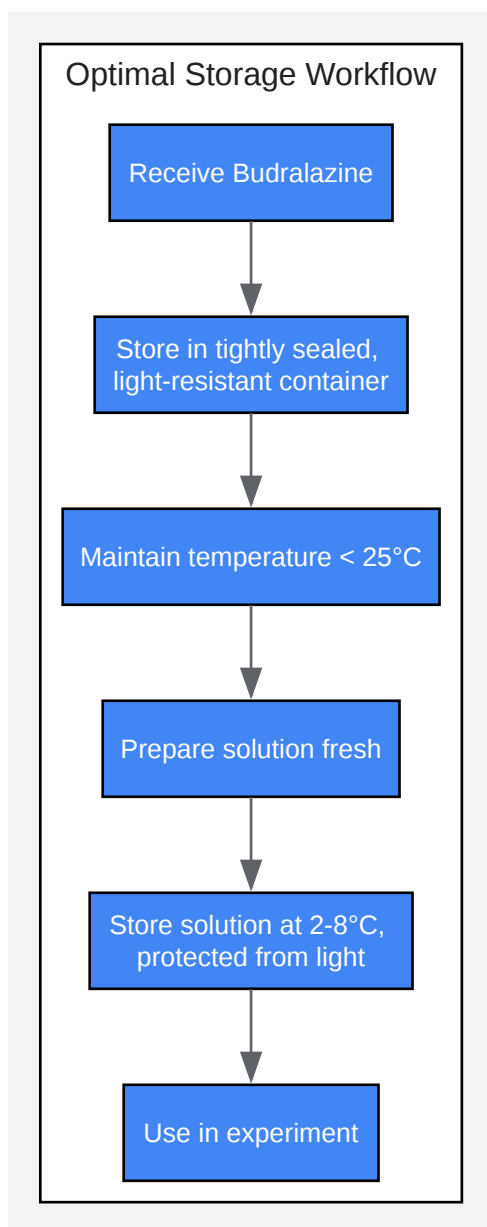 Optimal Storage Workflow
Receive Budralazine
Store in tightly sealed,
light-resistant container
Maintain temperature < 25°C
Prepare solution fresh
Store solution at 2-8°C,
protected from light
Use in experiment